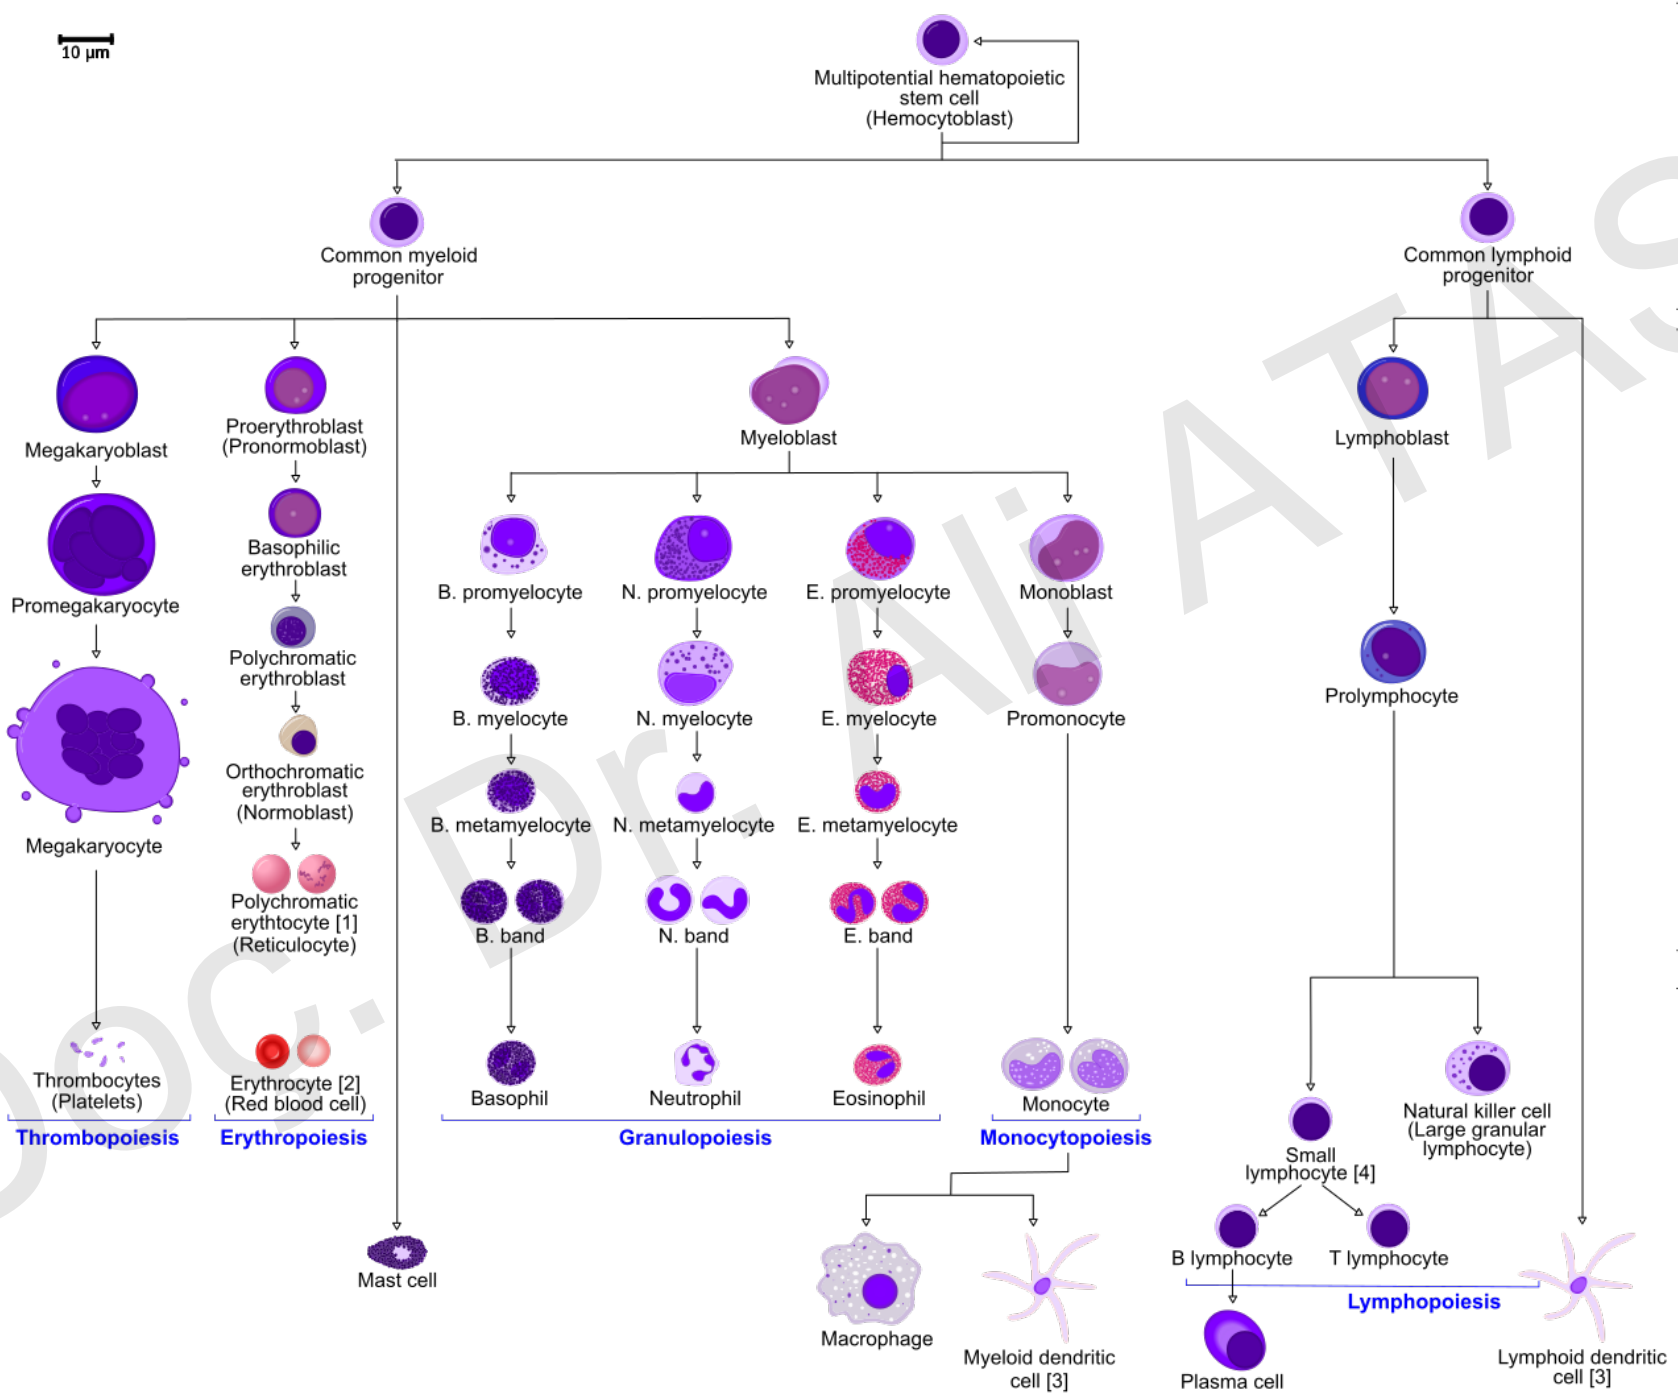 10 µm
Multipotential hematopoietic
stem cell
(Hemocytoblast)
Common myeloid
progenitor
Common lymphoid
progenitor
Megakaryoblast
Proerythroblast
(Pronormoblast)
Myeloblast
Lymphoblast
Promegakaryocyte
Basophilic
erythroblast
B. promyelocyte
N. promyelocyte
E. promyelocyte
Monoblast
Polychromatic
erythroblast
B. myelocyte
N. myelocyte
E. myelocyte
Promonocyte
Prolymphocyte
Megakaryocyte
Orthochromatic
erythroblast
(Normoblast)
B. metamyelocyte
N. metamyelocyte
E. metamyelocyte
Polychromatic
erythtocyte [1]
(Reticulocyte)
B. band
N. band
E. band
Thrombocytes
(Platelets)
Erythrocyte [2]
(Red blood cell)
Basophil
Neutrophil
Eosinophil
Monocyte
Natural killer cell
(Large granular
lymphocyte)
Thrombopoiesis
Erythropoiesis
Granulopoiesis
Monocytopoiesis
Small
lymphocyte [4]
B lymphocyte
T lymphocyte
Mast cell
Lymphopoiesis
Macrophage
Myeloid dendritic
cell [3]
Plasma cell
Lymphoid dendritic
cell [3]
Doç. Dr. Ali ATAS